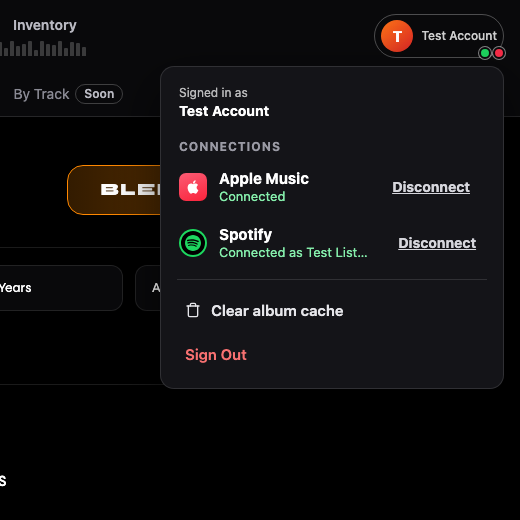 Inventory
T
Test Account
By Track
Soon
Signed in as
Test Account
CONNECTIONS
Apple Music
Connected
Disconnect
Spotify
Connected as Test List...
Disconnect
Years
Clear album cache
Sign Out